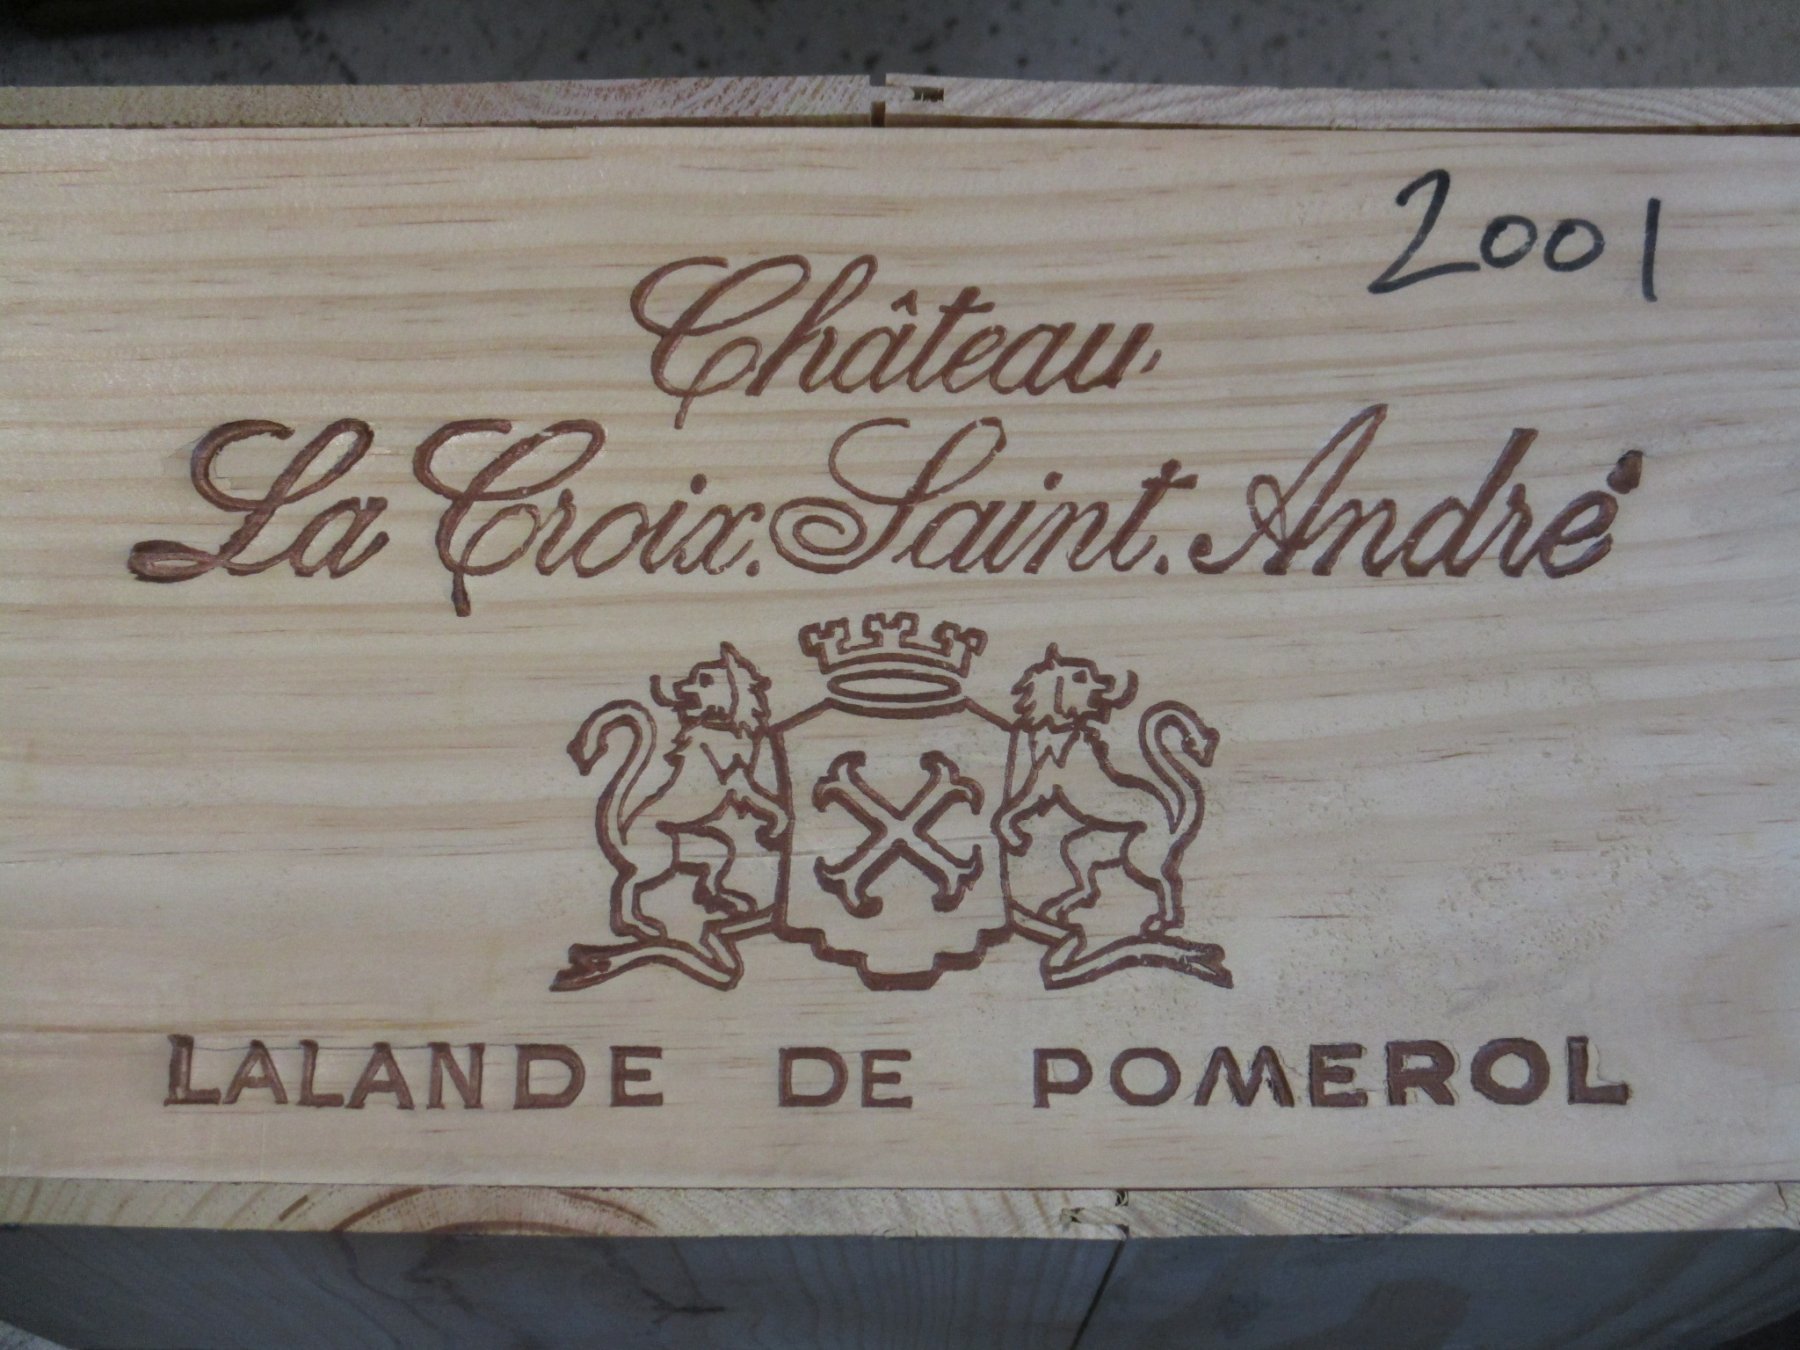 2001
Château
La Croix. Saint. André
LALANDE DE POMEROL